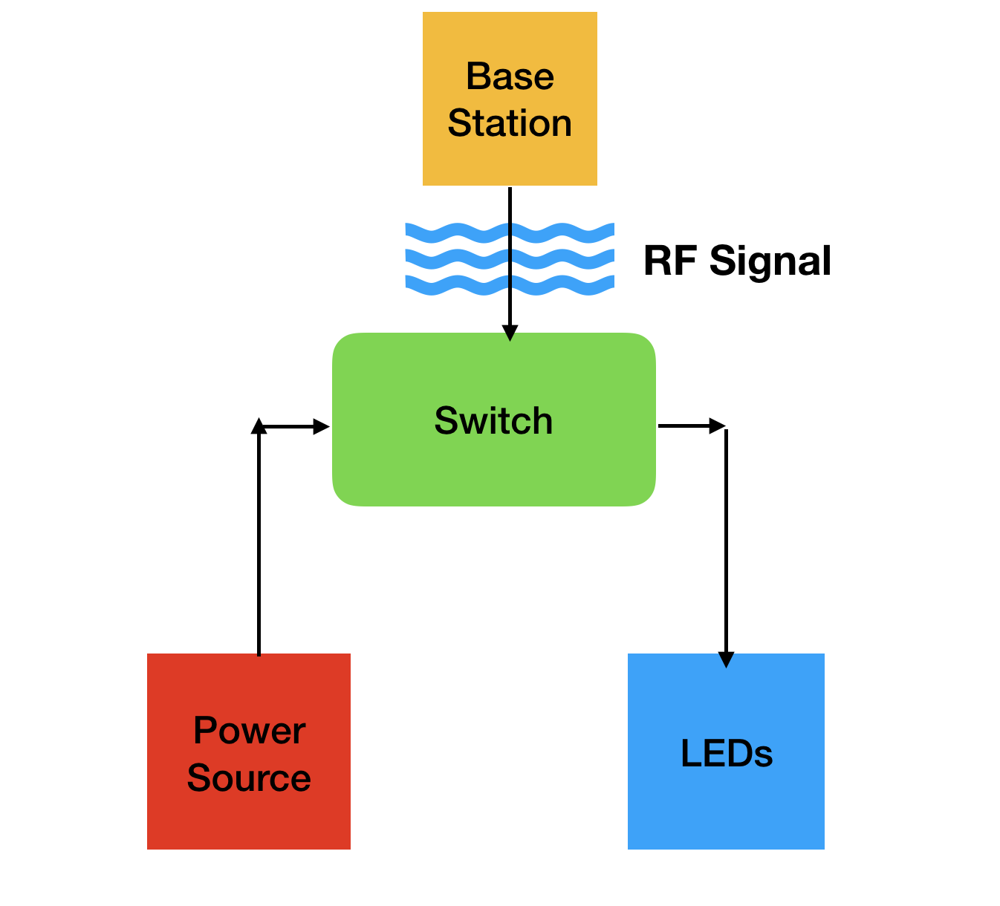 Base
Station
RF Signal
Switch
Power
Source
LEDs